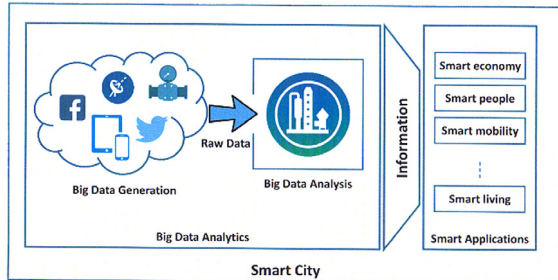 Smart economy
Smart people
Smart mobility
Smart living
Smart Applications
Information
Raw Data
Big Data Generation
Big Data Analysis
Big Data Analytics
Smart City